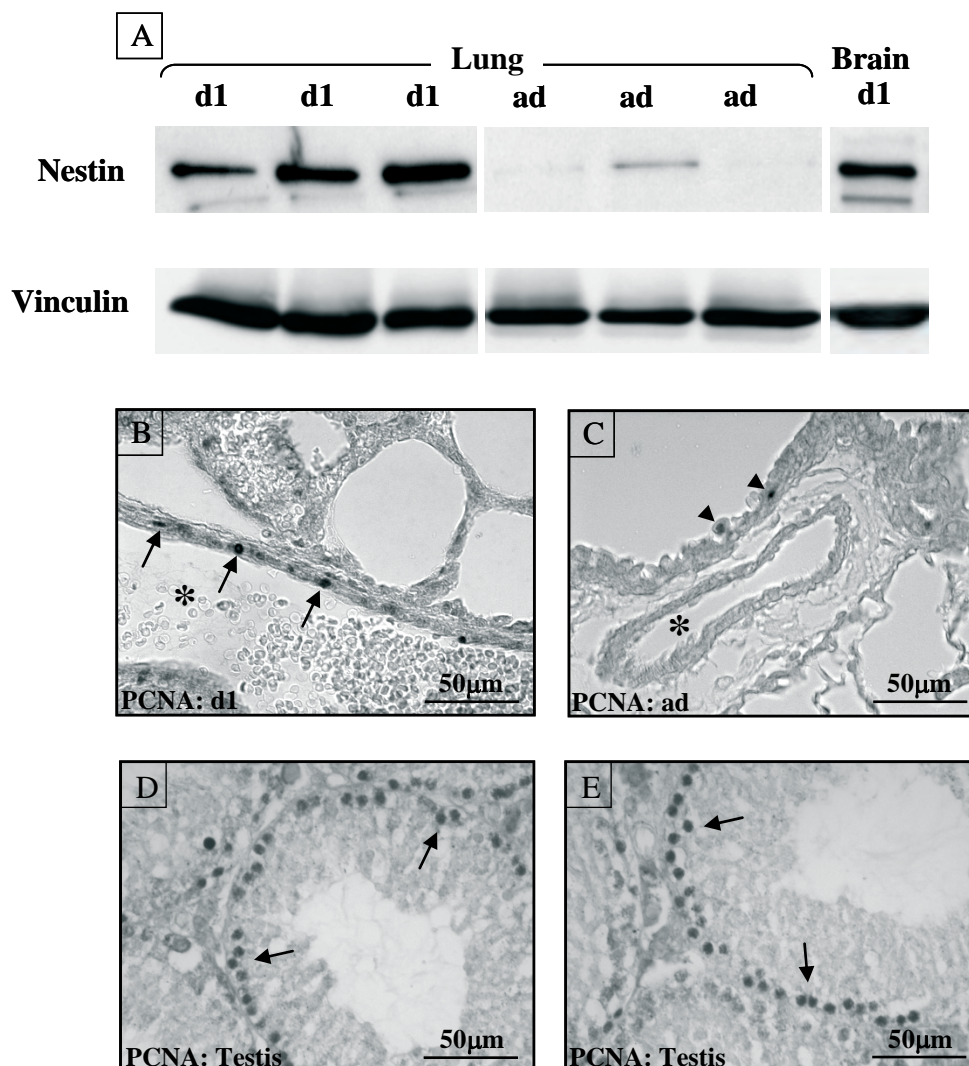 A
Lung
Brain
d1 d1 d1 ad ad ad d1
Nestin
Vinculin
B
*
50μm
PCNA: d1
C
*
50μm
PCNA: ad
D
50μm
PCNA: Testis
E
50μm
PCNA: Testis